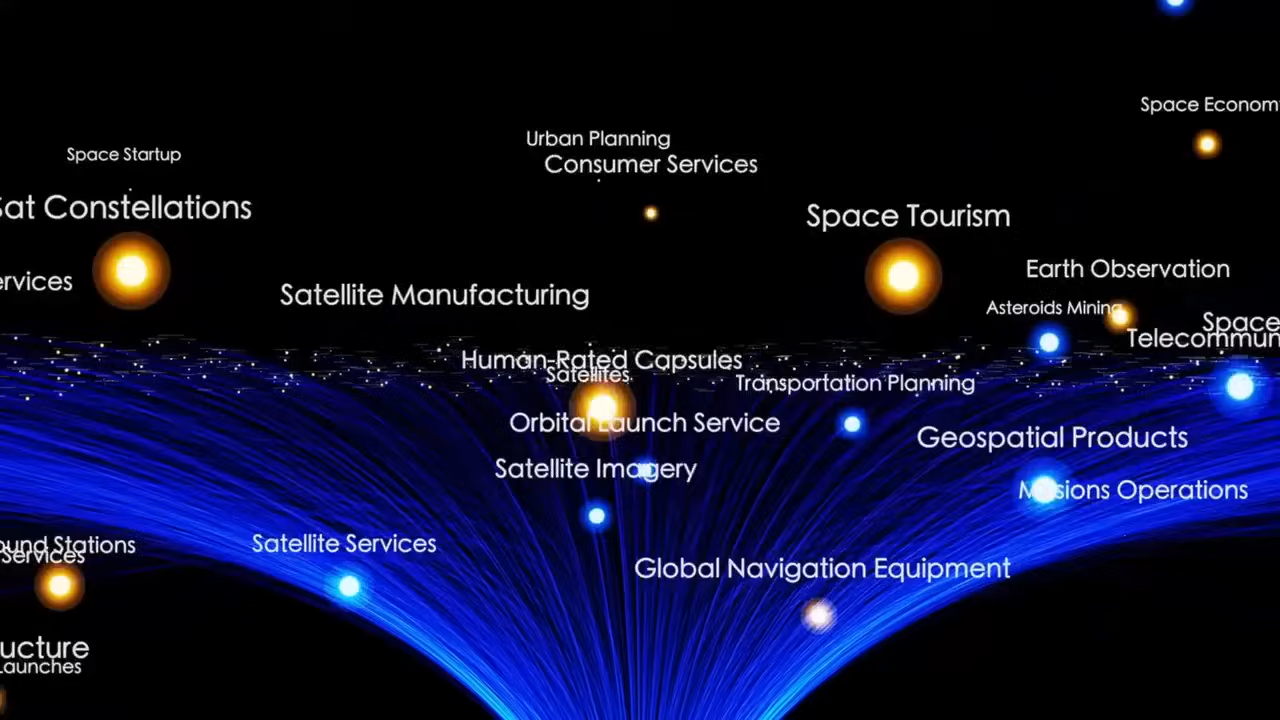 Space Econom
Urban Planning
Space Startup
Consumer Services
Sat Constellations
Space Tourism
Earth Observation
ervices
Satellite Manufacturing
Asteroids Mining
Space
Telecommun
Human-Rated Capsules
Satellites
Transportation Planning
Orbital Launch Service
Geospatial Products
Satellite Imagery
Missions Operations
Satellite Services
ound Stations
Services
Global Navigation Equipment
ucture
Launches